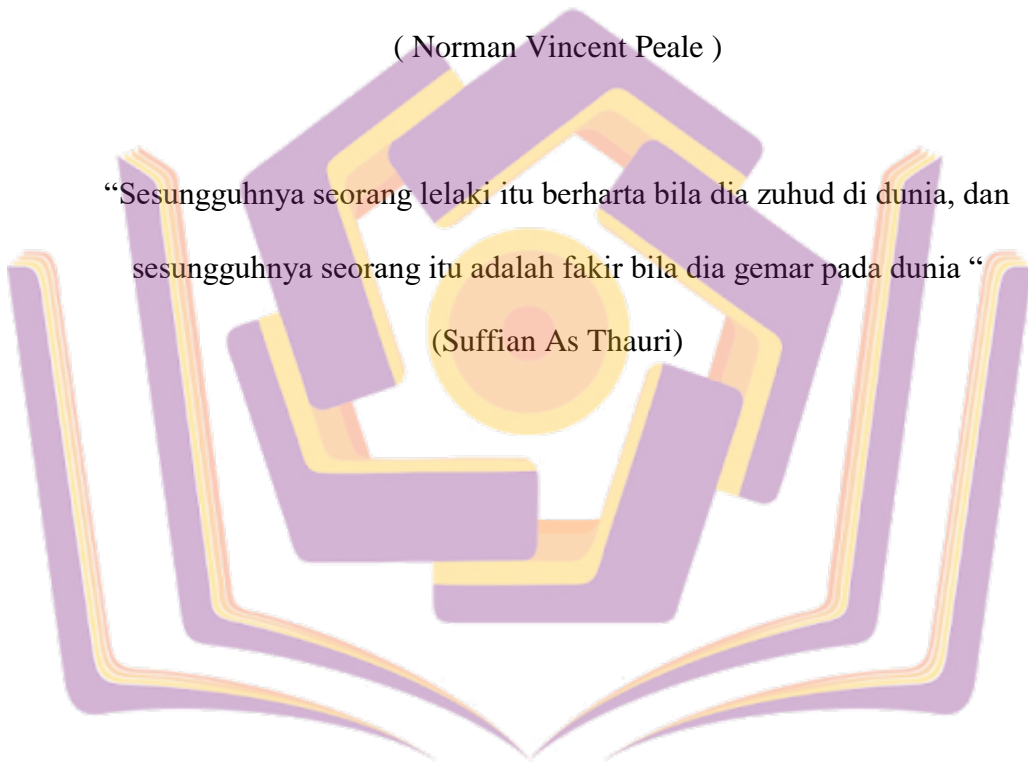 ( Norman Vincent Peale )
“Sesungguhnya seorang lelaki itu berharta bila dia zuhud di dunia, dan
sesungguhnya seorang itu adalah fakir bila dia gemar pada dunia “
(Suffian As Thauri)